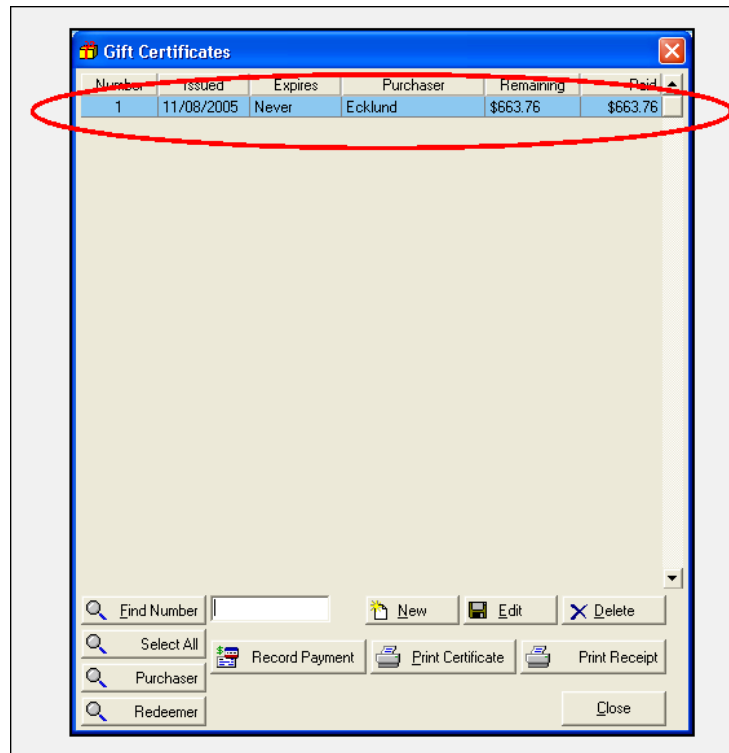 Gift Certificates
Number Issued Expires Purchaser Remaining Paid
1 11/08/2005 Never Ecklund $663.76 $663.76
Find Number New Edit Delete
Select All
Record Payment Print Certificate Print Receipt
Purchaser
Redeemer Close